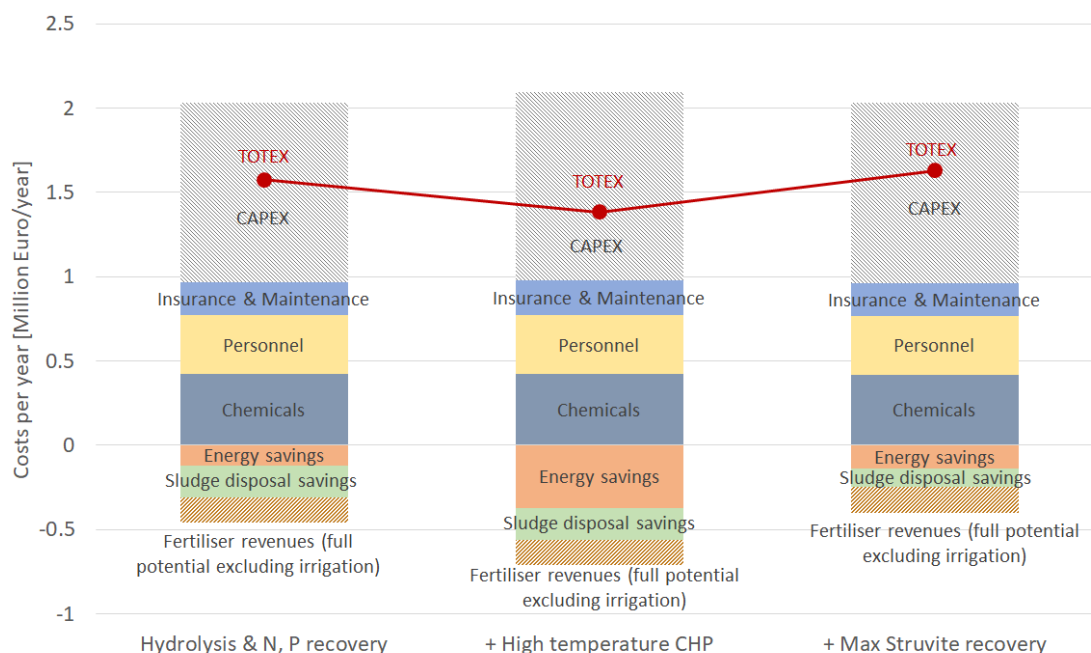 Costs per year [Million Euro/year]
2.5
2
1.5
1
0.5
0
-0.5
-1
TOTEX
CAPEX
Insurance & Maintenance
Personnel
Chemicals
Energy savings
Sludge disposal savings
Fertiliser revenues (full
potential excluding irrigation)
Hydrolysis & N, P recovery
TOTEX
CAPEX
Insurance & Maintenance
Personnel
Chemicals
Energy savings
Sludge disposal savings
Fertiliser revenues (full potential
excluding irrigation)
+ High temperature CHP
TOTEX
CAPEX
Insurance & Maintenance
Personnel
Chemicals
Energy savings
Sludge disposal savings
Fertiliser revenues (full potential
excluding irrigation)
+ Max Struvite recovery